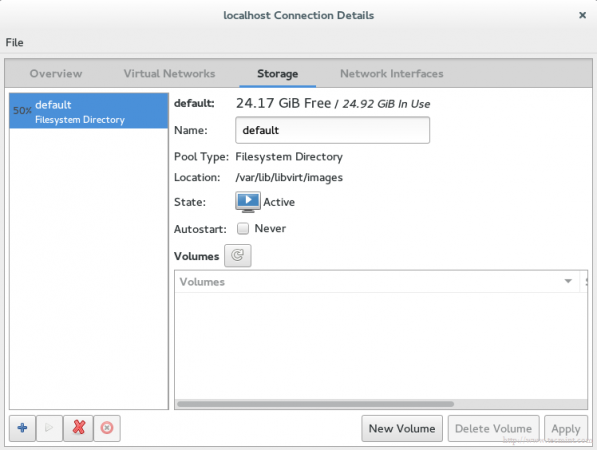 localhost Connection Details
File
Overview Virtual Networks Storage Network Interfaces
50% default
Filesystem Directory
default: 24.17 GiB Free / 24.92 GiB In Use
Name: default
Pool Type: Filesystem Directory
Location: /var/lib/libvirt/images
State: Active
Autostart: Never
Volumes
Volumes
New Volume Delete Volume Apply